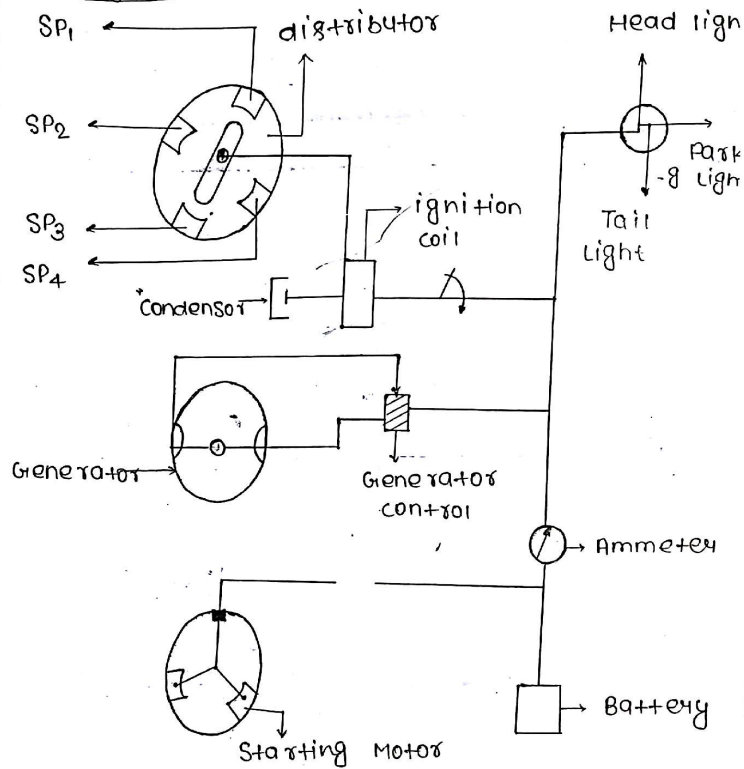 SP1
distributor
Head ligh
SP2
Park
-g Ligh
Tail
Light
SP3
SP4
ignition
coil
Condensor
Generator
Generator
control
Ammeter
Battery
Starting Motor